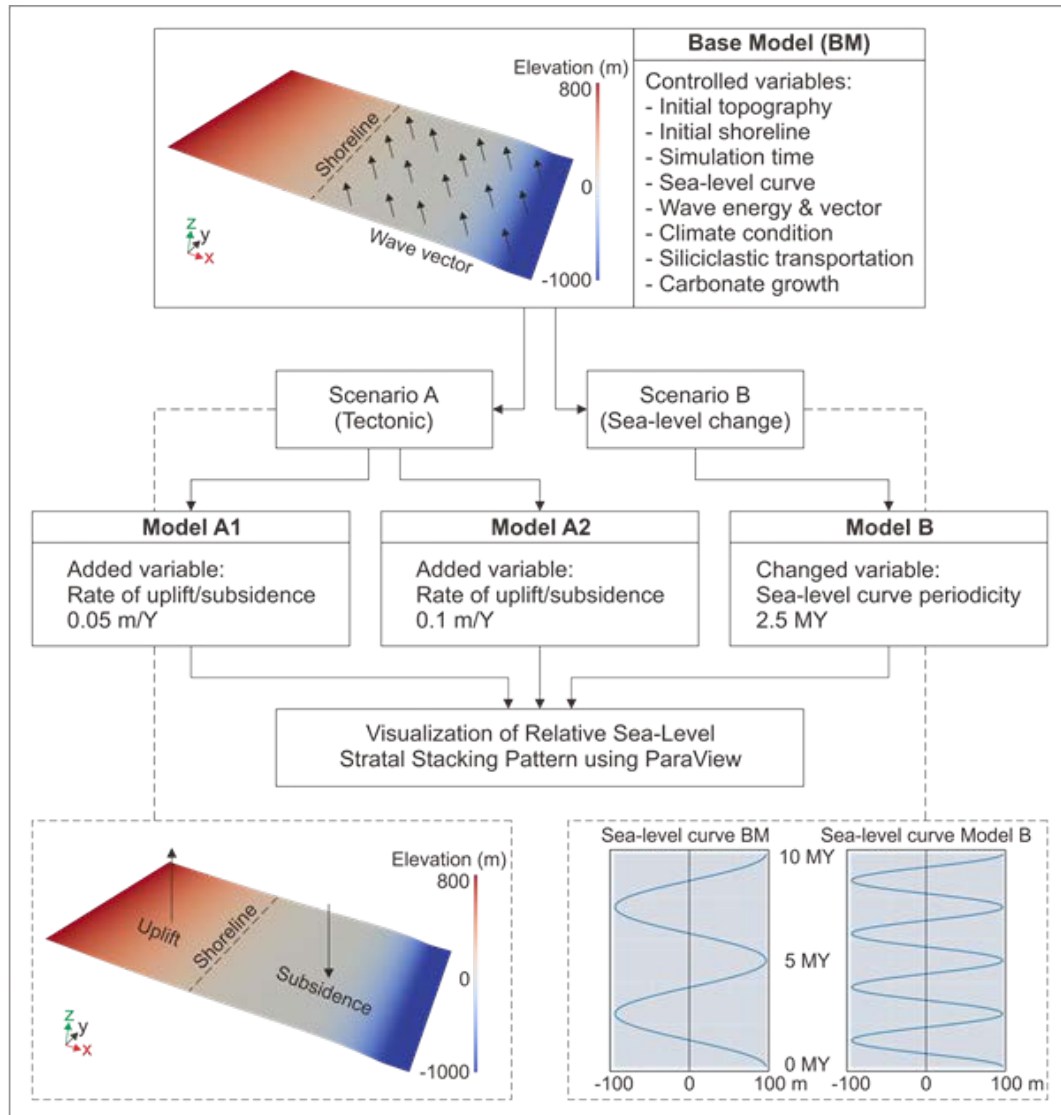 Base Model (BM)
Elevation (m)
800
0
-1000
Shoreline
Wave vector
z
y
x
Controlled variables:
- Initial topography
- Initial shoreline
- Simulation time
- Sea-level curve
- Wave energy & vector
- Climate condition
- Siliciclastic transportation
- Carbonate growth
Scenario A
(Tectonic)
Scenario B
(Sea-level change)
Model A1
Added variable:
Rate of uplift/subsidence
0.05 m/Y
Model A2
Added variable:
Rate of uplift/subsidence
0.1 m/Y
Model B
Changed variable:
Sea-level curve periodicity
2.5 MY
Visualization of Relative Sea-Level
Stratal Stacking Pattern using ParaView
Elevation (m)
800
0
-1000
Uplift
Shoreline
Subsidence
z
y
x
Sea-level curve BM
Sea-level curve Model B
10 MY
5 MY
0 MY
-100
0
100 m
-100
0
100 m